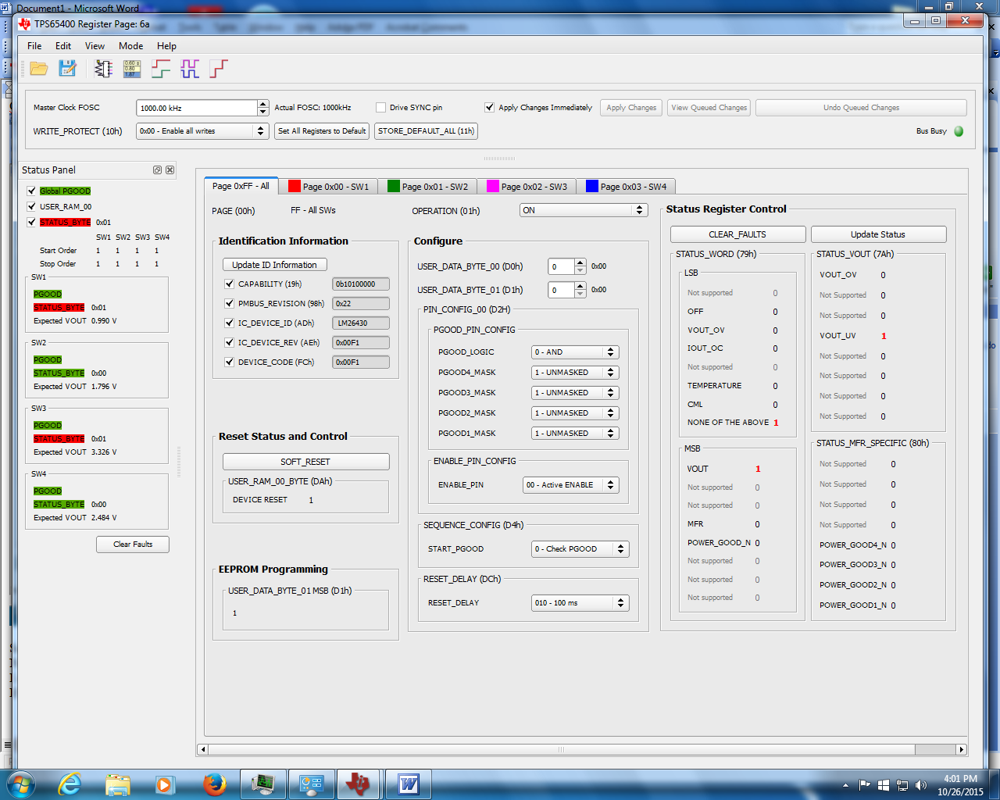 Document1 - Microsoft Word
TPS65400 Register Page: 6a
File Edit View Mode Help
Master Clock FOSC 1000.00 kHz Actual FOSC: 1000kHz Drive SYNC pin Apply Changes Immediately Apply Changes View Queued Changes Undo Queued Changes
WRITE_PROTECT (10h) 0x00 - Enable all writes Set All Registers to Default STORE_DEFAULT_ALL (11h) Bus Busy
Status Panel
Global PGOOD
USER_RAM_00
STATUS_BYTE 0x01
SW1 SW2 SW3 SW4
Start Order 1 1 1 1
Stop Order 1 1 1 1
SW1
PGOOD
STATUS_BYTE 0x01
Expected VOUT 0.990 V
SW2
PGOOD
STATUS_BYTE 0x00
Expected VOUT 1.796 V
SW3
PGOOD
STATUS_BYTE 0x01
Expected VOUT 3.326 V
SW4
PGOOD
STATUS_BYTE 0x00
Expected VOUT 2.484 V
Clear Faults
Page 0xFF - All Page 0x00 - SW1 Page 0x01 - SW2 Page 0x02 - SW3 Page 0x03 - SW4
PAGE (00h) FF - All SWs OPERATION (01h) ON
Identification Information
Update ID Information
CAPABILITY (19h) 0b10100000
PMBUS_REVISION (98h) 0x22
IC_DEVICE_ID (ADh) LM26430
IC_DEVICE_REV (AEh) 0x00F1
DEVICE_CODE (FCh) 0x00F1
Reset Status and Control
SOFT_RESET
USER_RAM_00_BYTE (DAh)
DEVICE RESET 1
EEPROM Programming
USER_DATA_BYTE_01 MSB (D1h)
1
Configure
USER_DATA_BYTE_00 (D0h) 0 0x00
USER_DATA_BYTE_01 (D1h) 0 0x00
PIN_CONFIG_00 (D2H)
PGOOD_PIN_CONFIG
PGOOD_LOGIC 0 - AND
PGOOD4_MASK 1 - UNMASKED
PGOOD3_MASK 1 - UNMASKED
PGOOD2_MASK 1 - UNMASKED
PGOOD1_MASK 1 - UNMASKED
ENABLE_PIN_CONFIG
ENABLE_PIN 00 - Active ENABLE
SEQUENCE_CONFIG (D4h)
START_PGOOD 0 - Check PGOOD
RESET_DELAY (DCh)
RESET_DELAY 010 - 100 ms
Status Register Control
CLEAR_FAULTS Update Status
STATUS_WORD (79h)
LSB
Not supported 0
OFF 0
VOUT_OV 0
IOUT_OC 0
Not supported 0
TEMPERATURE 0
CML 0
NONE OF THE ABOVE 1
MSB
VOUT 1
Not supported 0
Not supported 0
MFR 0
POWER_GOOD_N 0
Not supported 0
Not supported 0
Not supported 0
STATUS_VOUT (7Ah)
VOUT_OV 0
Not Supported 0
Not Supported 0
VOUT_UV 1
Not Supported 0
Not Supported 0
Not Supported 0
Not Supported 0
STATUS_MFR_SPECIFIC (80h)
Not Supported 0
Not Supported 0
Not Supported 0
Not Supported 0
POWER_GOOD4_N 0
POWER_GOOD3_N 0
POWER_GOOD2_N 0
POWER_GOOD1_N 0
4:01 PM
10/26/2015